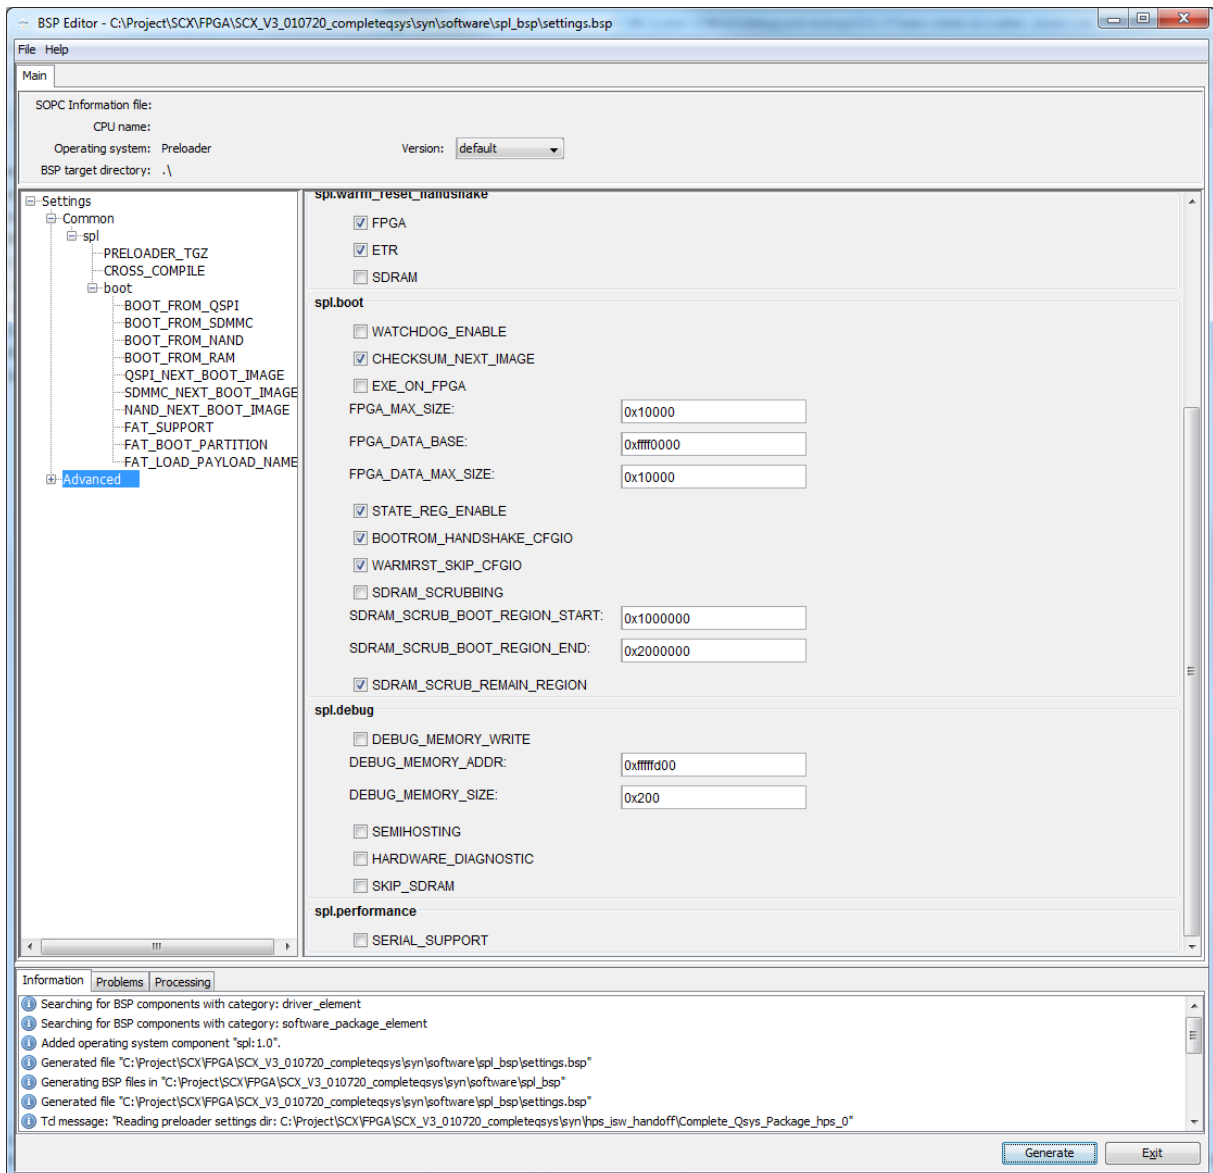 BSP Editor - C:\Project\SCX\FPGA\SCX_V3_010720_completeqsys\syn\software\spl_bsp\settings.bsp
File Help
Main
SOPC Information file:
CPU name:
Operating system: Preloader Version: default
BSP target directory: .\
Settings
Common
spl
PRELOADER_TGZ
CROSS_COMPILE
boot
BOOT_FROM_QSPI
BOOT_FROM_SDMMC
BOOT_FROM_NAND
BOOT_FROM_RAM
QSPI_NEXT_BOOT_IMAGE
SDMMC_NEXT_BOOT_IMAGE
NAND_NEXT_BOOT_IMAGE
FAT_SUPPORT
FAT_BOOT_PARTITION
FAT_LOAD_PAYLOAD_NAME
Advanced
spl.warm_reset_handshake
FPGA
ETR
SDRAM
spl.boot
WATCHDOG_ENABLE
CHECKSUM_NEXT_IMAGE
EXE_ON_FPGA
FPGA_MAX_SIZE: 0x10000
FPGA_DATA_BASE: 0xffff0000
FPGA_DATA_MAX_SIZE: 0x10000
STATE_REG_ENABLE
BOOTROM_HANDSHAKE_CFGIO
WARMRST_SKIP_CFGIO
SDRAM_SCRUBBING
SDRAM_SCRUB_BOOT_REGION_START: 0x1000000
SDRAM_SCRUB_BOOT_REGION_END: 0x2000000
SDRAM_SCRUB_REMAIN_REGION
spl.debug
DEBUG_MEMORY_WRITE
DEBUG_MEMORY_ADDR: 0xfffffd00
DEBUG_MEMORY_SIZE: 0x200
SEMIHOSTING
HARDWARE_DIAGNOSTIC
SKIP_SDRAM
spl.performance
SERIAL_SUPPORT
Information Problems Processing
Searching for BSP components with category: driver_element
Searching for BSP components with category: software_package_element
Added operating system component "spl:1.0".
Generated file "C:\Project\SCX\FPGA\SCX_V3_010720_completeqsys\syn\software\spl_bsp\settings.bsp"
Generating BSP files in "C:\Project\SCX\FPGA\SCX_V3_010720_completeqsys\syn\software\spl_bsp"
Generated file "C:\Project\SCX\FPGA\SCX_V3_010720_completeqsys\syn\software\spl_bsp\settings.bsp"
Tcl message: "Reading preloader settings dir: C:\Project\SCX\FPGA\SCX_V3_010720_completeqsys\syn\hps_isw_handoff\Complete_Qsys_Package_hps_0"
Generate Exit